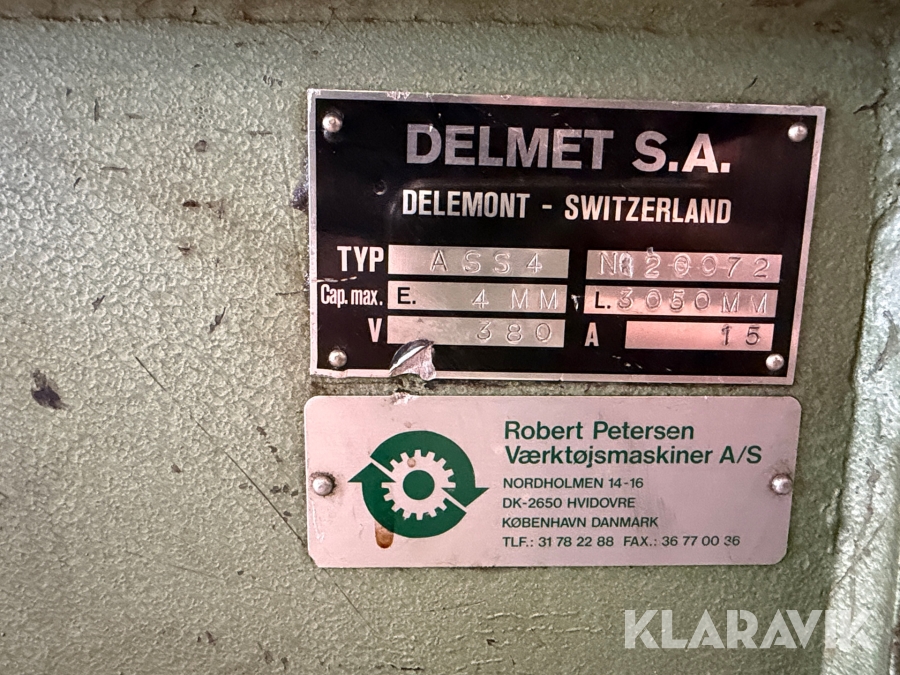 DELMET S.A.
DELEMONT - SWITZERLAND
TYP ASS4 No 20072
Cap. max. E. 4 MM L. 3050MM
V 380 A 15
Robert Petersen
Værktøjsmaskiner A/S
NORDHOLMEN 14-16
DK-2650 HVIDOVRE
KØBENHAVN DANMARK
TLF.: 31 78 22 88 FAX.: 36 77 00 36
KLARAVIK